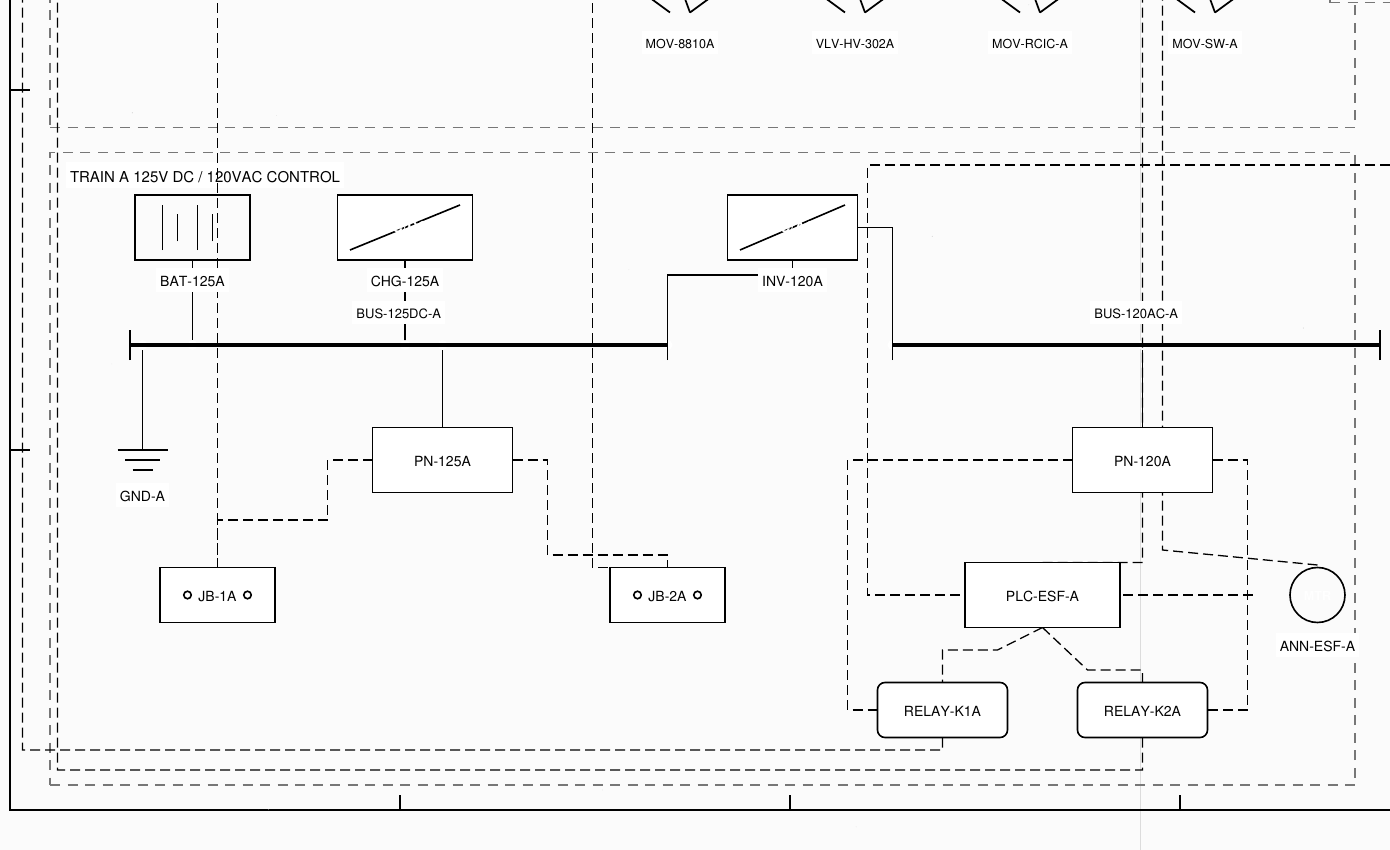 MOV-8810A
VLV-HV-302A
MOV-RCIC-A
MOV-SW-A
TRAIN A 125V DC / 120VAC CONTROL
BAT-125A
CHG-125A
INV-120A
BUS-125DC-A
BUS-120AC-A
PN-125A
PN-120A
GND-A
JB-1A
JB-2A
PLC-ESF-A
ANN-ESF-A
RELAY-K1A
RELAY-K2A